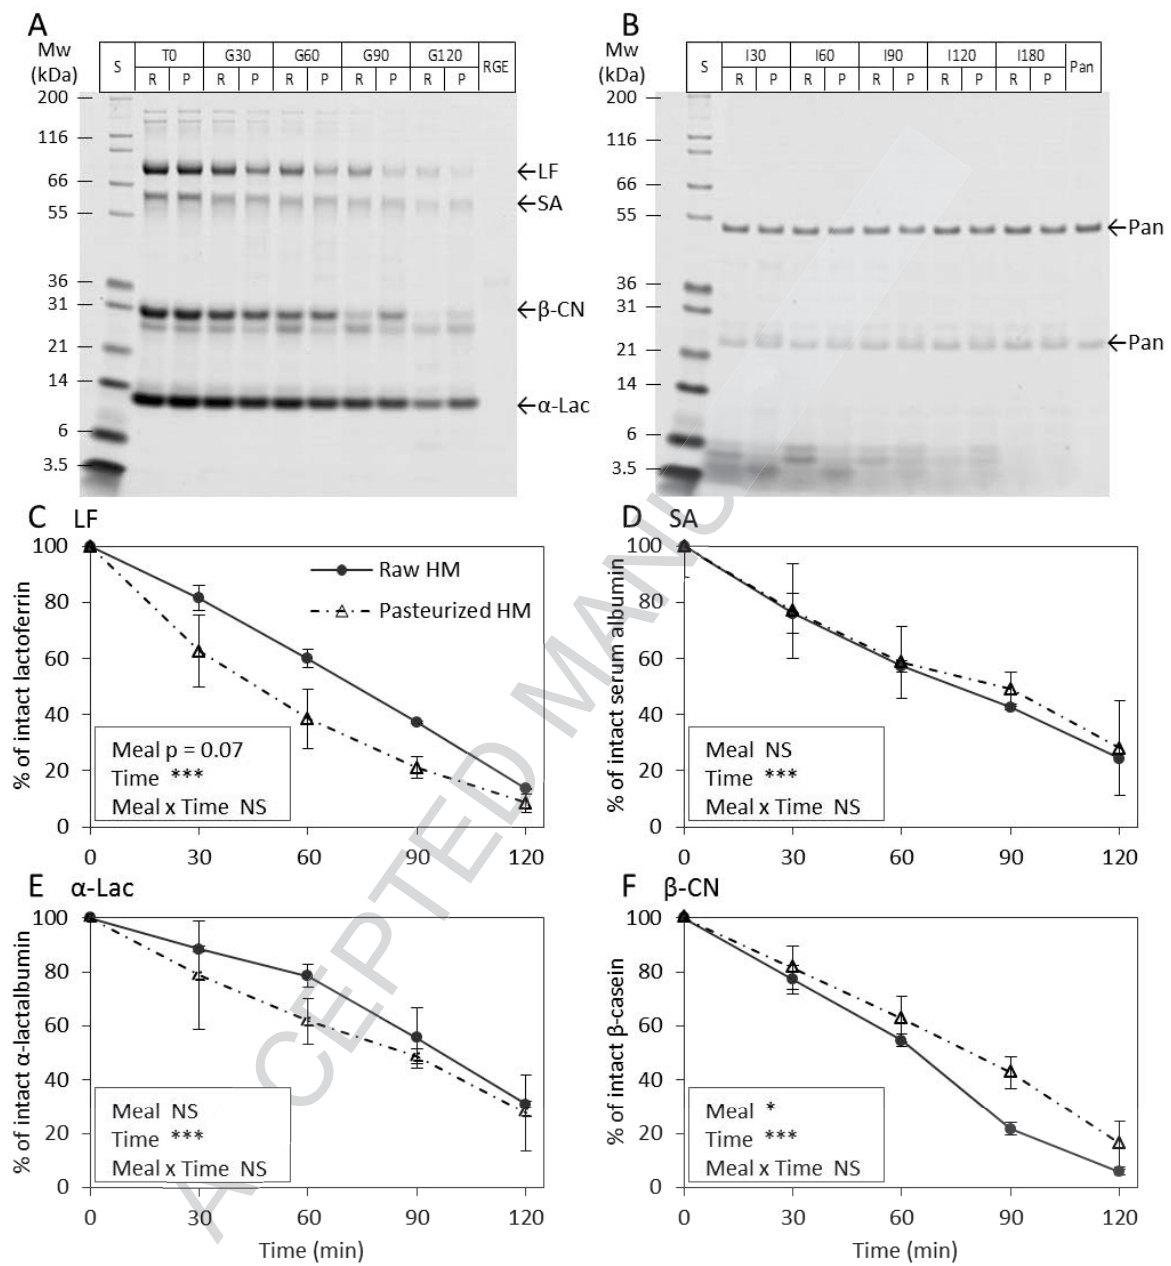 A
Mw
(kDa)
S
T0 G30 G60 G90 G120
RGE
R P R P R P R P R P
200
116
66
55
36
31
21
14
6
3.5
←LF
←SA
←β-CN
←α-Lac
B
Mw
(kDa)
S
I30 I60 I90 I120 I180
Pan
R P R P R P R P R P
200
116
66
55
36
31
21
14
6
3.5
←Pan
←Pan
C LF
% of intact lactoferrin
100
80
60
40
20
0
Raw HM
Pasteurized HM
Meal p = 0.07
Time ***
Meal x Time NS
0 30 60 90 120
D SA
% of intact serum albumin
100
80
60
40
20
0
Meal NS
Time ***
Meal x Time NS
0 30 60 90 120
E α-Lac
% of intact α-lactalbumin
100
80
60
40
20
0
Meal NS
Time ***
Meal x Time NS
0 30 60 90 120
Time (min)
F β-CN
% of intact β-casein
100
80
60
40
20
0
Meal *
Time ***
Meal x Time NS
0 30 60 90 120
Time (min)